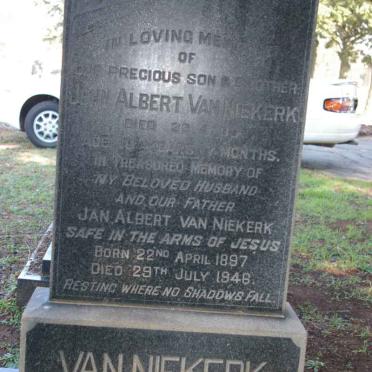 IN LOVING
OF
PRECIOUS SON & BROTHER
JOHN ALBERT VAN NIEKERK
DIED
MONTHS.
IN TREASURED MEMORY OF
MY BELOVED HUSBAND
AND OUR FATHER
JAN ALBERT VAN NIEKERK
SAFE IN THE ARMS OF JESUS
BORN 22ND APRIL 1897
DIED 29TH JULY 1946.
RESTING WHERE NO SHADOWS FALL.
VAN NIEKERK